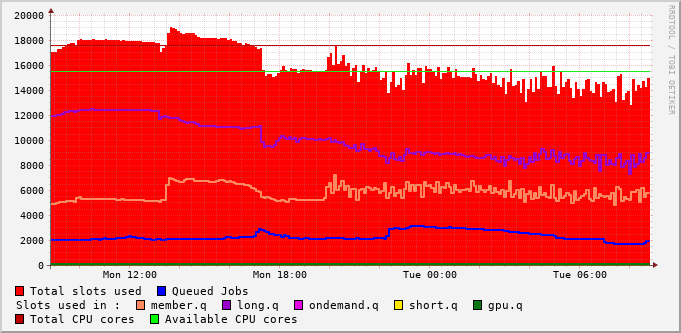 20000
18000
16000
14000
12000
10000
8000
6000
4000
2000
0
Mon 12:00 Mon 18:00 Tue 00:00 Tue 06:00
RRDTOOL / TOBI OETIKER
Total slots used Queued Jobs
Slots used in : member.q long.q ondemand.q short.q gpu.q
Total CPU cores Available CPU cores